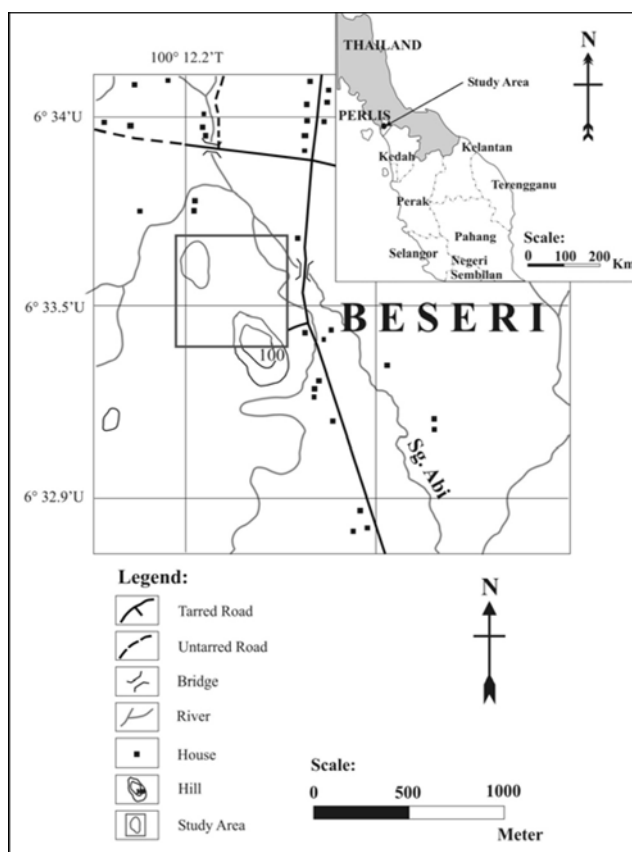 100° 12.2’T
6° 34’U
6° 33.5’U
6° 32.9’U
THAILAND
Study Area
PERLIS
Kedah
Kelantan
Terengganu
Perak
Pahang
Selangor
Negeri
Sembilan
N
Scale:
0 100 200
Km
BESERI
100
Sg. Abi
Legend:
Tarred Road
Untarred Road
Bridge
River
House
Hill
Study Area
N
Scale:
0 500 1000
Meter